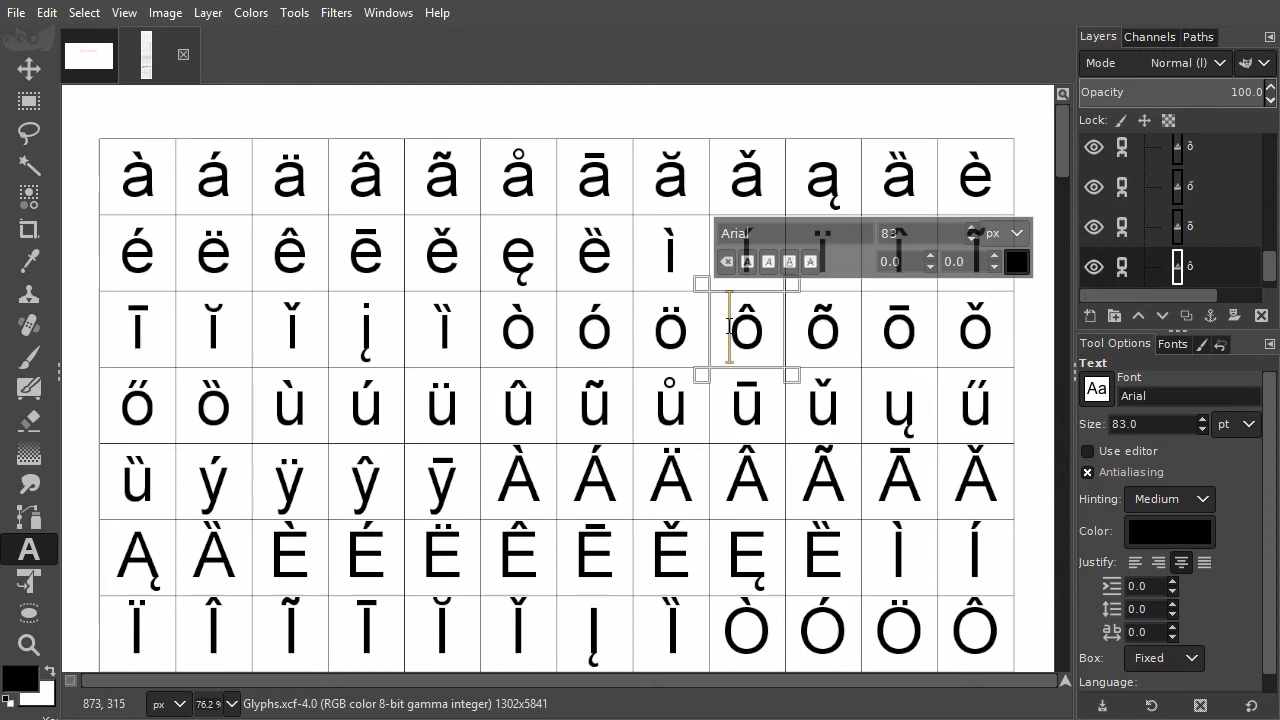 File Edit Select View Image Layer Colors Tools Filters Windows Help
Layers Channels Paths
Mode Normal (l)
Opacity 100.0
Lock:
ő
õ
ô
à á ä â ã å ā ă ǎ ą ȁ è
é ë ê ē ě ę ȅ ì
Arial 83 px
0.0 0.0
ī ĭ ǐ į ȉ ò ó ö ô õ ō ǒ
ő ȍ ù ú ü û ũ ů ū ǔ ų ű
ȕ ý ÿ ŷ ȳ À Á Ä Â Ã Ā Ǎ
Ą Ȁ È É Ë Ê Ē Ě Ę Ȅ Ì Í
Ï Î Ĩ Ī Ĭ Ǐ Į Ȉ Ò Ó Ö Ô
Tool Options Fonts
Text
Font
Aa Arial
Size: 83.0 pt
Use editor
Antialiasing
Hinting: Medium
Color:
Justify:
0.0
0.0
0.0
Box: Fixed
Language:
873, 315 px 76.2 % Glyphs.xcf-4.0 (RGB color 8-bit gamma integer) 1302x5841